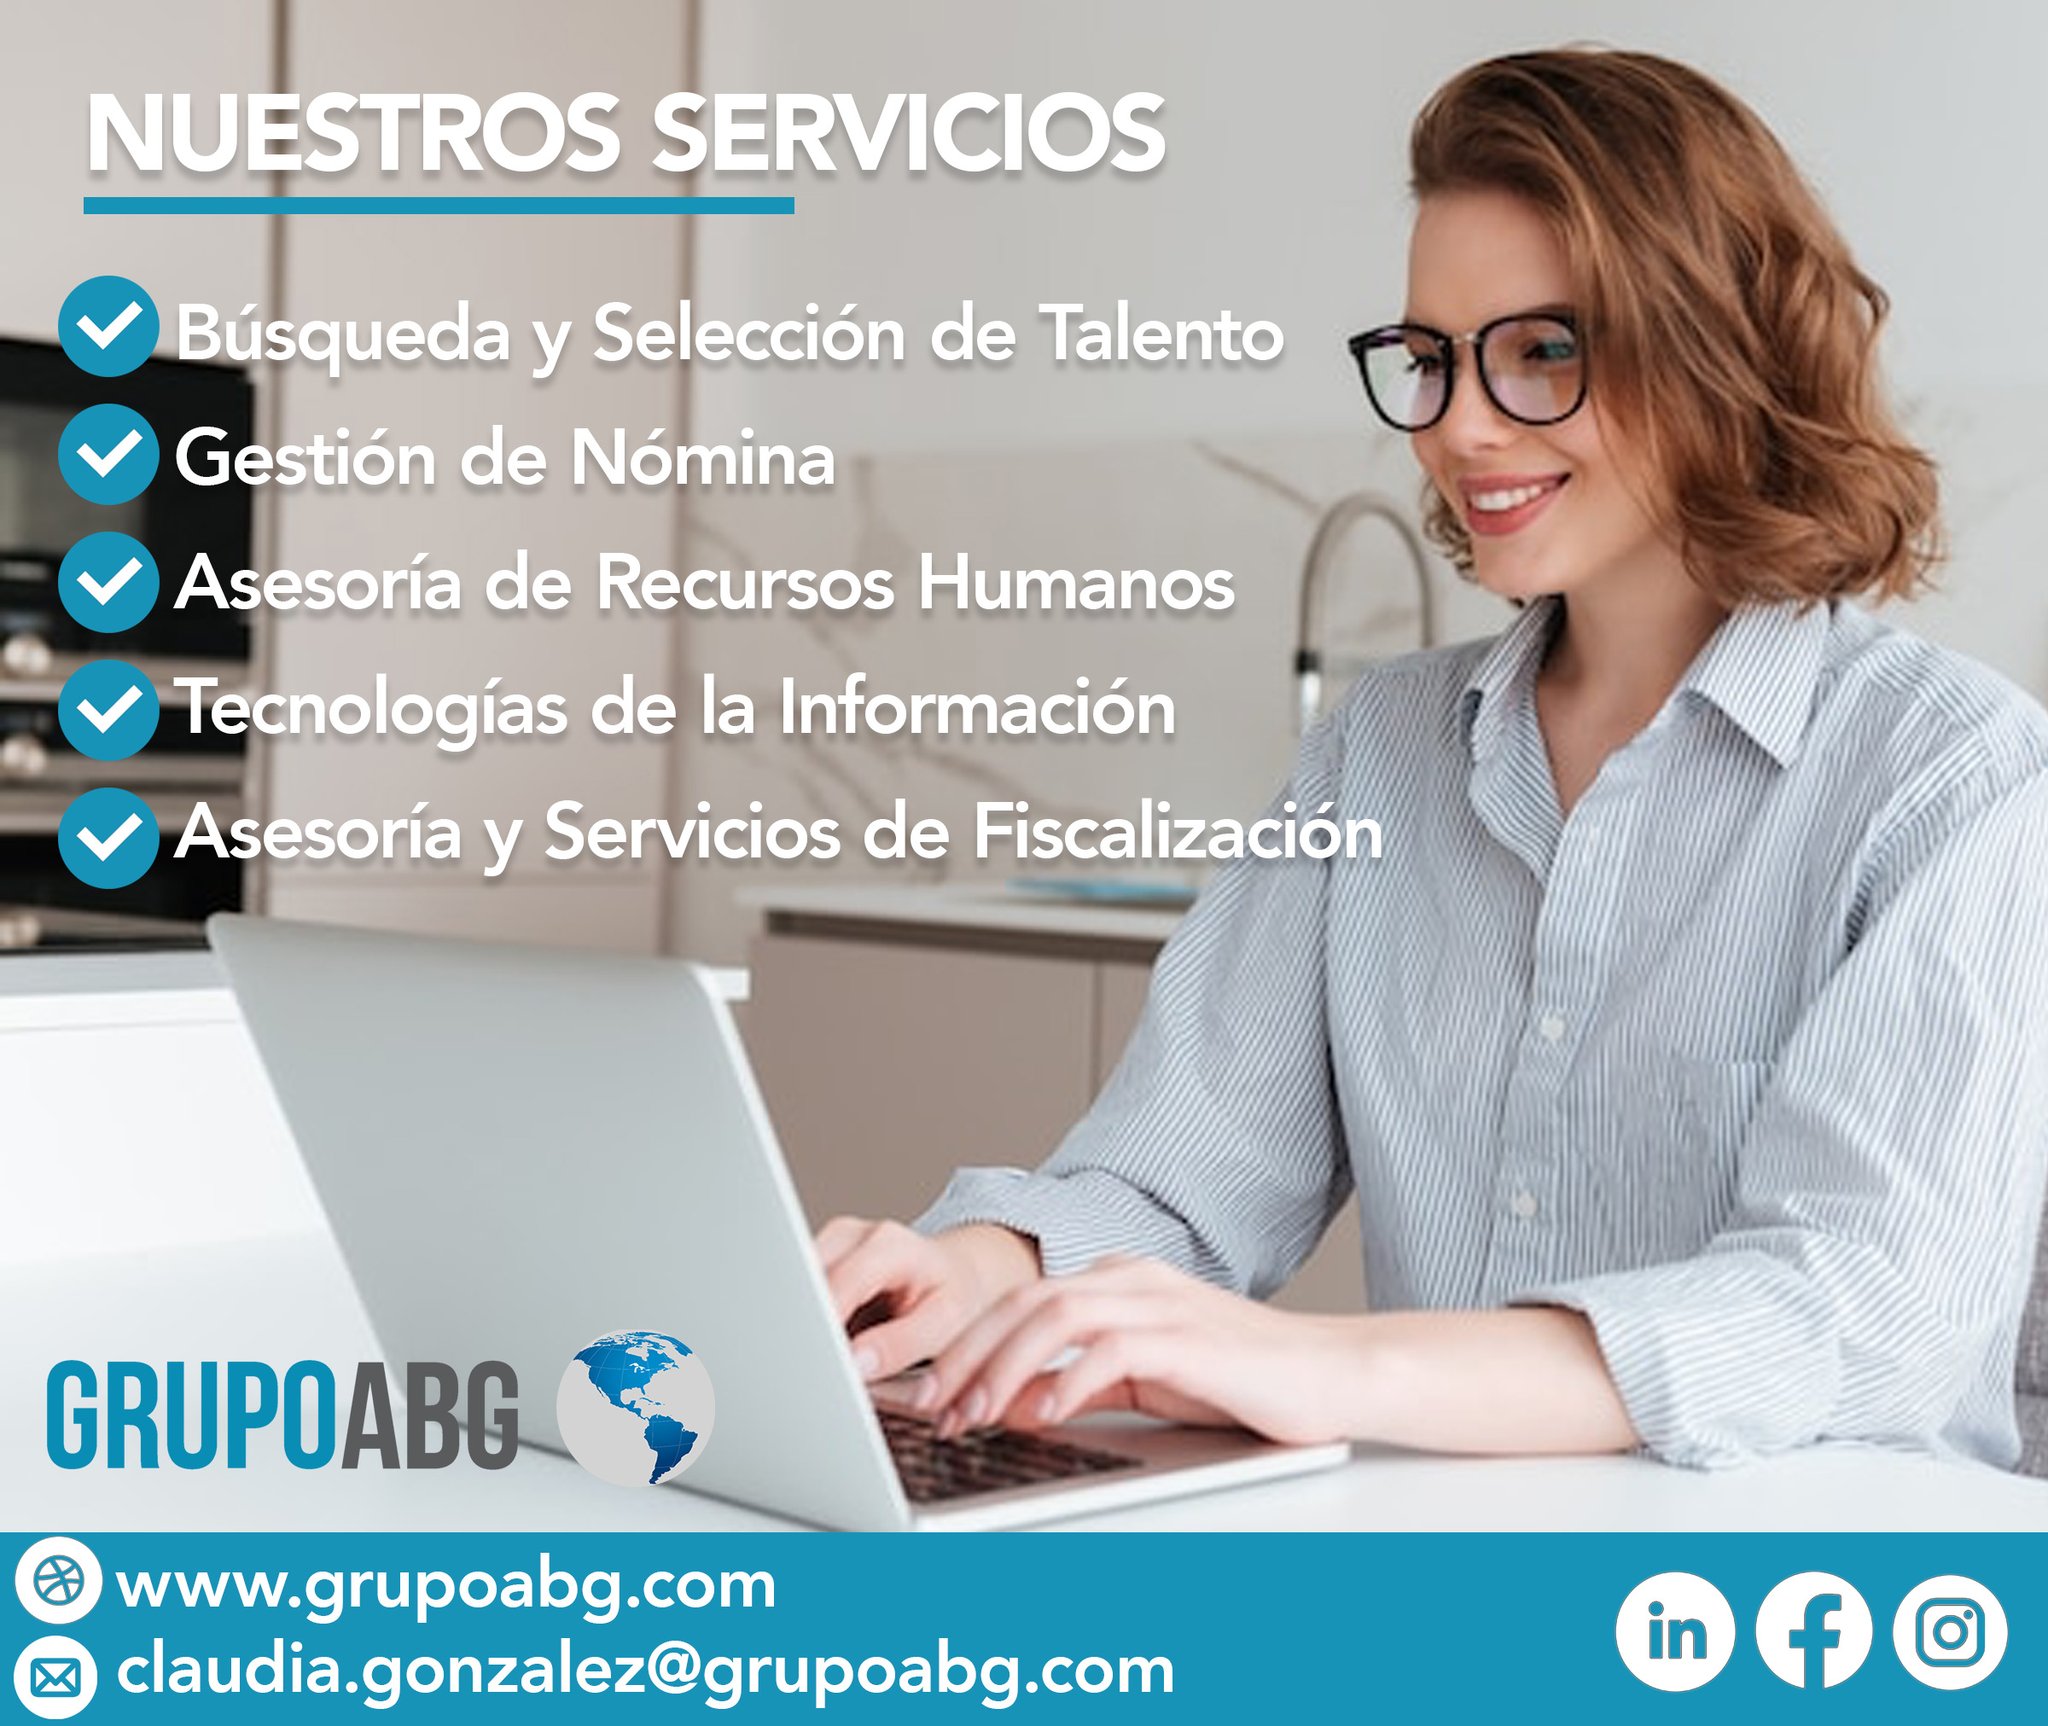 NUESTROS SERVICIOS
Búsqueda y Selección de Talento
Gestión de Nómina
Asesoría de Recursos Humanos
Tecnologías de la Información
Asesoría y Servicios de Fiscalización
GRUPOABG
www.grupoabg.com
claudia.gonzalez@grupoabg.com
in
f